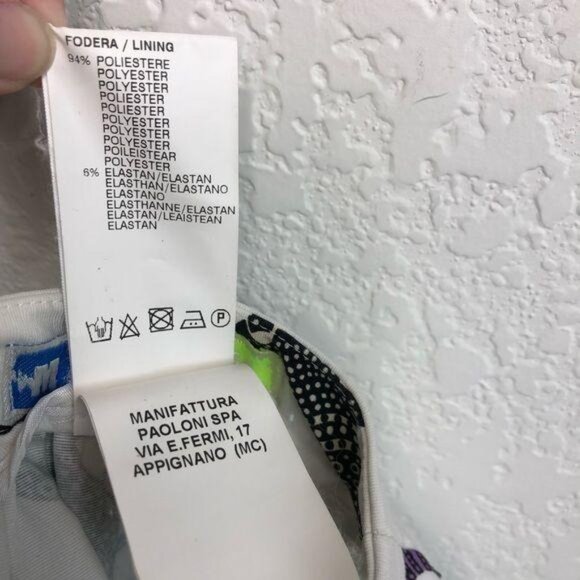 FODERA / LINING
94% POLIESTERE
POLYESTER
POLYESTER
POLIESTER
POLIESTER
POLYESTER
POLYESTER
POLYESTER
POILEISTEAR
POLYESTER
6% ELASTAN/ELASTAN
ELASTHAN/ELASTANO
ELASTANO
ELASTHANNE/ELASTAN
ELASTAN/LEAISTEAN
ELASTAN
P
M
MANIFATTURA
PAOLONI SPA
VIA E.FERMI, 17
APPIGNANO (MC)